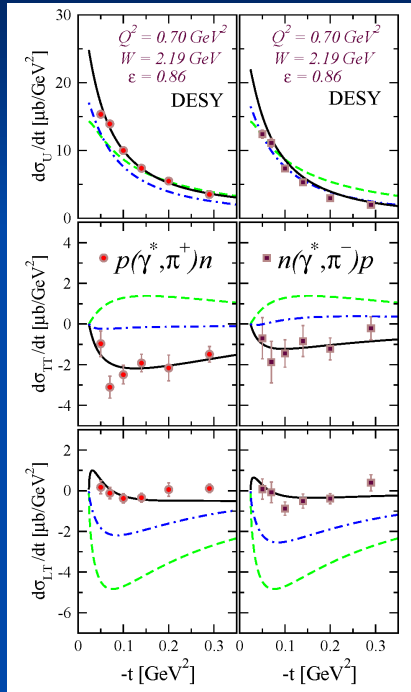 Q² = 0.70 GeV² Q² = 0.70 GeV²
W = 2.19 GeV² W = 2.19 GeV²
ε = 0.86 ε = 0.86
DESY DESY
30
20
10
0
dσ_U/dt [μb/GeV²]
p(γ*,π⁺)n n(γ*,π⁻)p
4
2
0
-2
-4
dσ_TT/dt [μb/GeV²]
2
0
-2
-4
-6
dσ_LT/dt [μb/GeV²]
0 0.1 0.2 0.3 0 0.1 0.2 0.3
-t [GeV²] -t [GeV²]